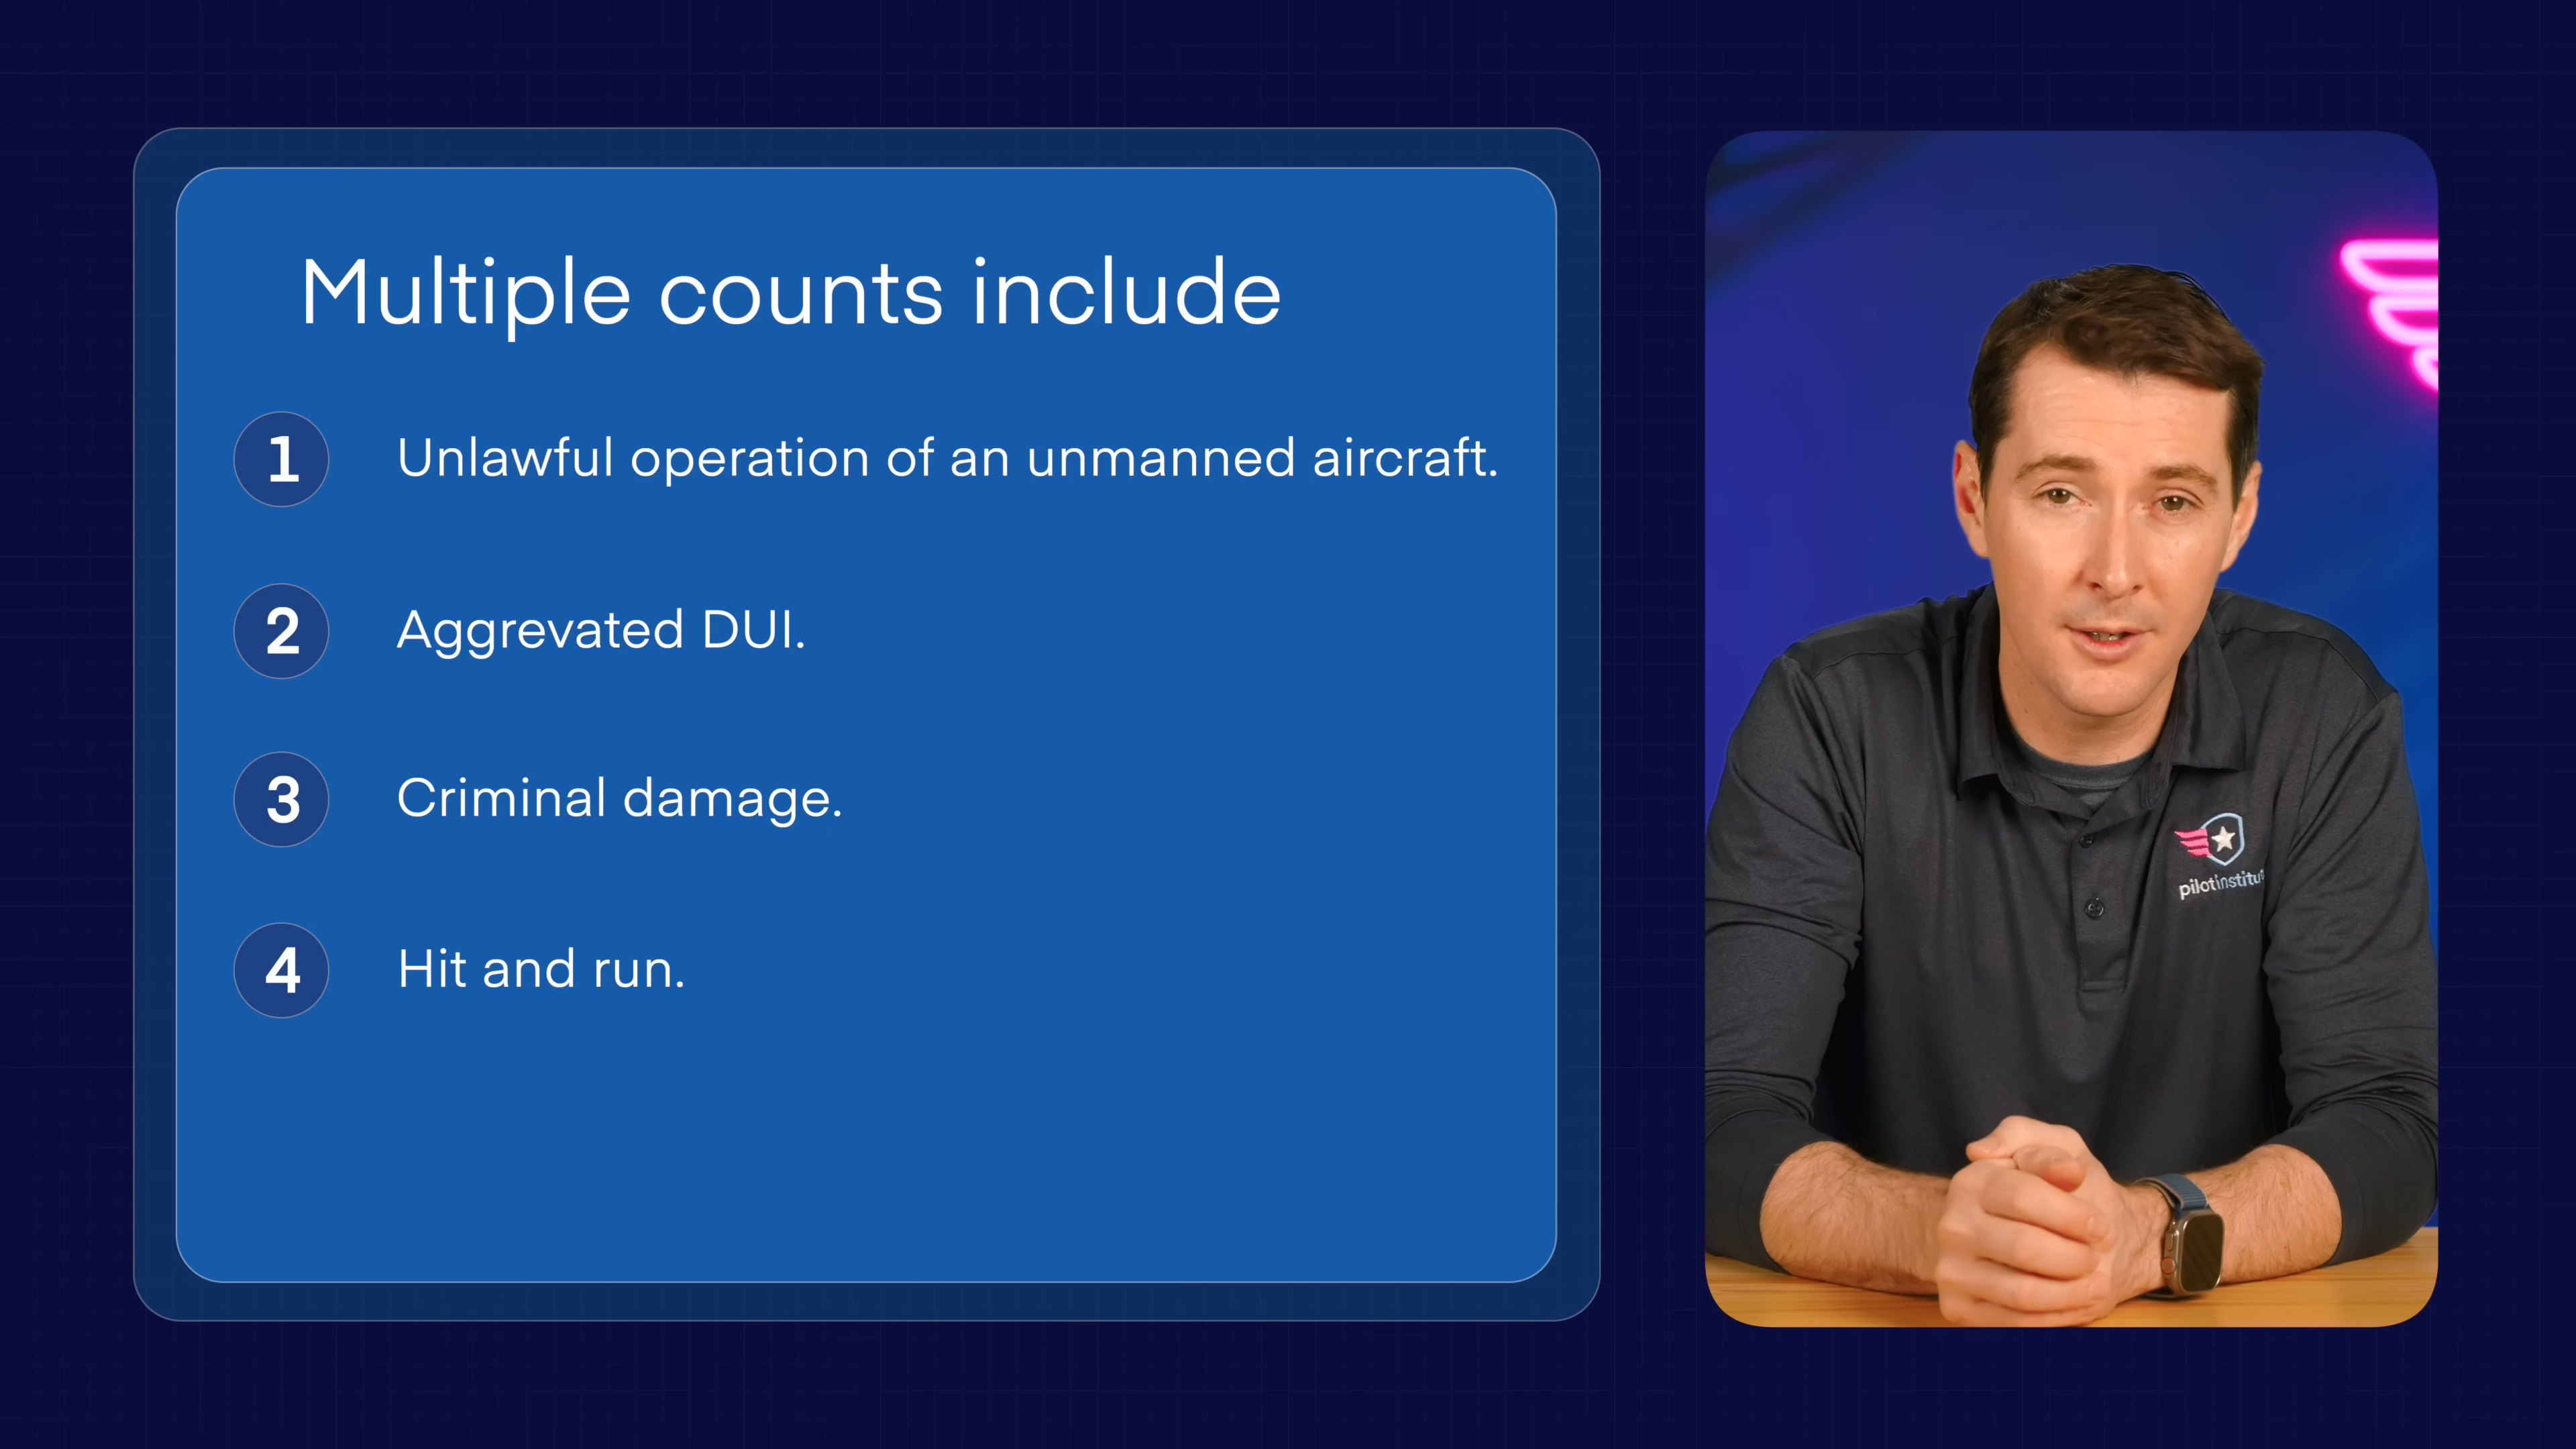 Multiple counts include
1 Unlawful operation of an unmanned aircraft.
2 Aggrevated DUI.
3 Criminal damage.
4 Hit and run.